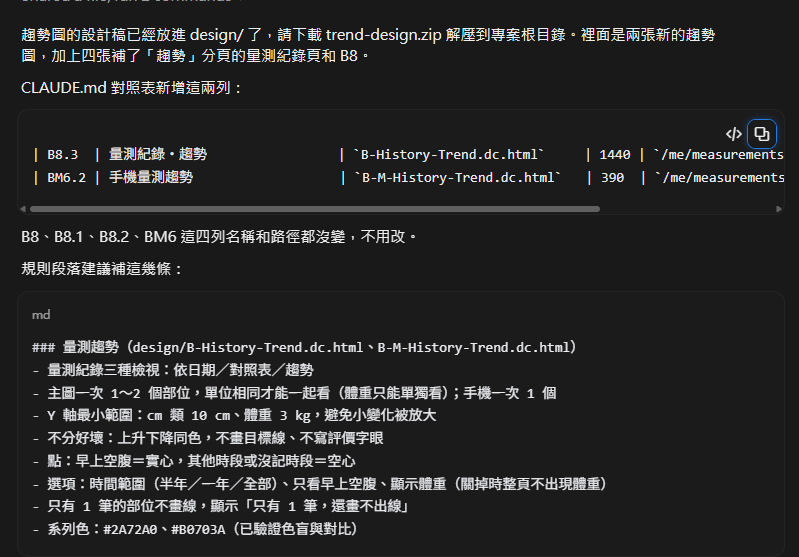 趨勢圖的設計稿已經放進 design/ 了，請下載 trend-design.zip 解壓到專案根目錄。裡面是兩張新的趨勢
圖，加上四張補了「趨勢」分頁的量測紀錄頁和 B8。
CLAUDE.md 對照表新增這兩列：
| B8.3 | 量測紀錄・趨勢 | `B-History-Trend.dc.html` | 1440 | `/me/measurements
| BM6.2 | 手機量測趨勢 | `B-M-History-Trend.dc.html` | 390 | `/me/measurements
B8、B8.1、B8.2、BM6 這四列名稱和路徑都沒變，不用改。
規則段落建議補這幾條：
md
### 量測趨勢（design/B-History-Trend.dc.html、B-M-History-Trend.dc.html）
- 量測紀錄三種檢視：依日期／對照表／趨勢
- 主圖一次 1～2 個部位，單位相同才能一起看（體重只能單獨看）；手機一次 1 個
- Y 軸最小範圍：cm 類 10 cm、體重 3 kg，避免小變化被放大
- 不分好壞：上升下降同色，不畫目標線、不寫評價字眼
- 點：早上空腹＝實心，其他時段或沒記時段＝空心
- 選項：時間範圍（半年／一年／全部）、只看早上空腹、顯示體重（關掉時整頁不出現體重）
- 只有 1 筆的部位不畫線，顯示「只有 1 筆，還畫不出線」
- 系列色：#2A72A0、#B0703A（已驗證色盲與對比）